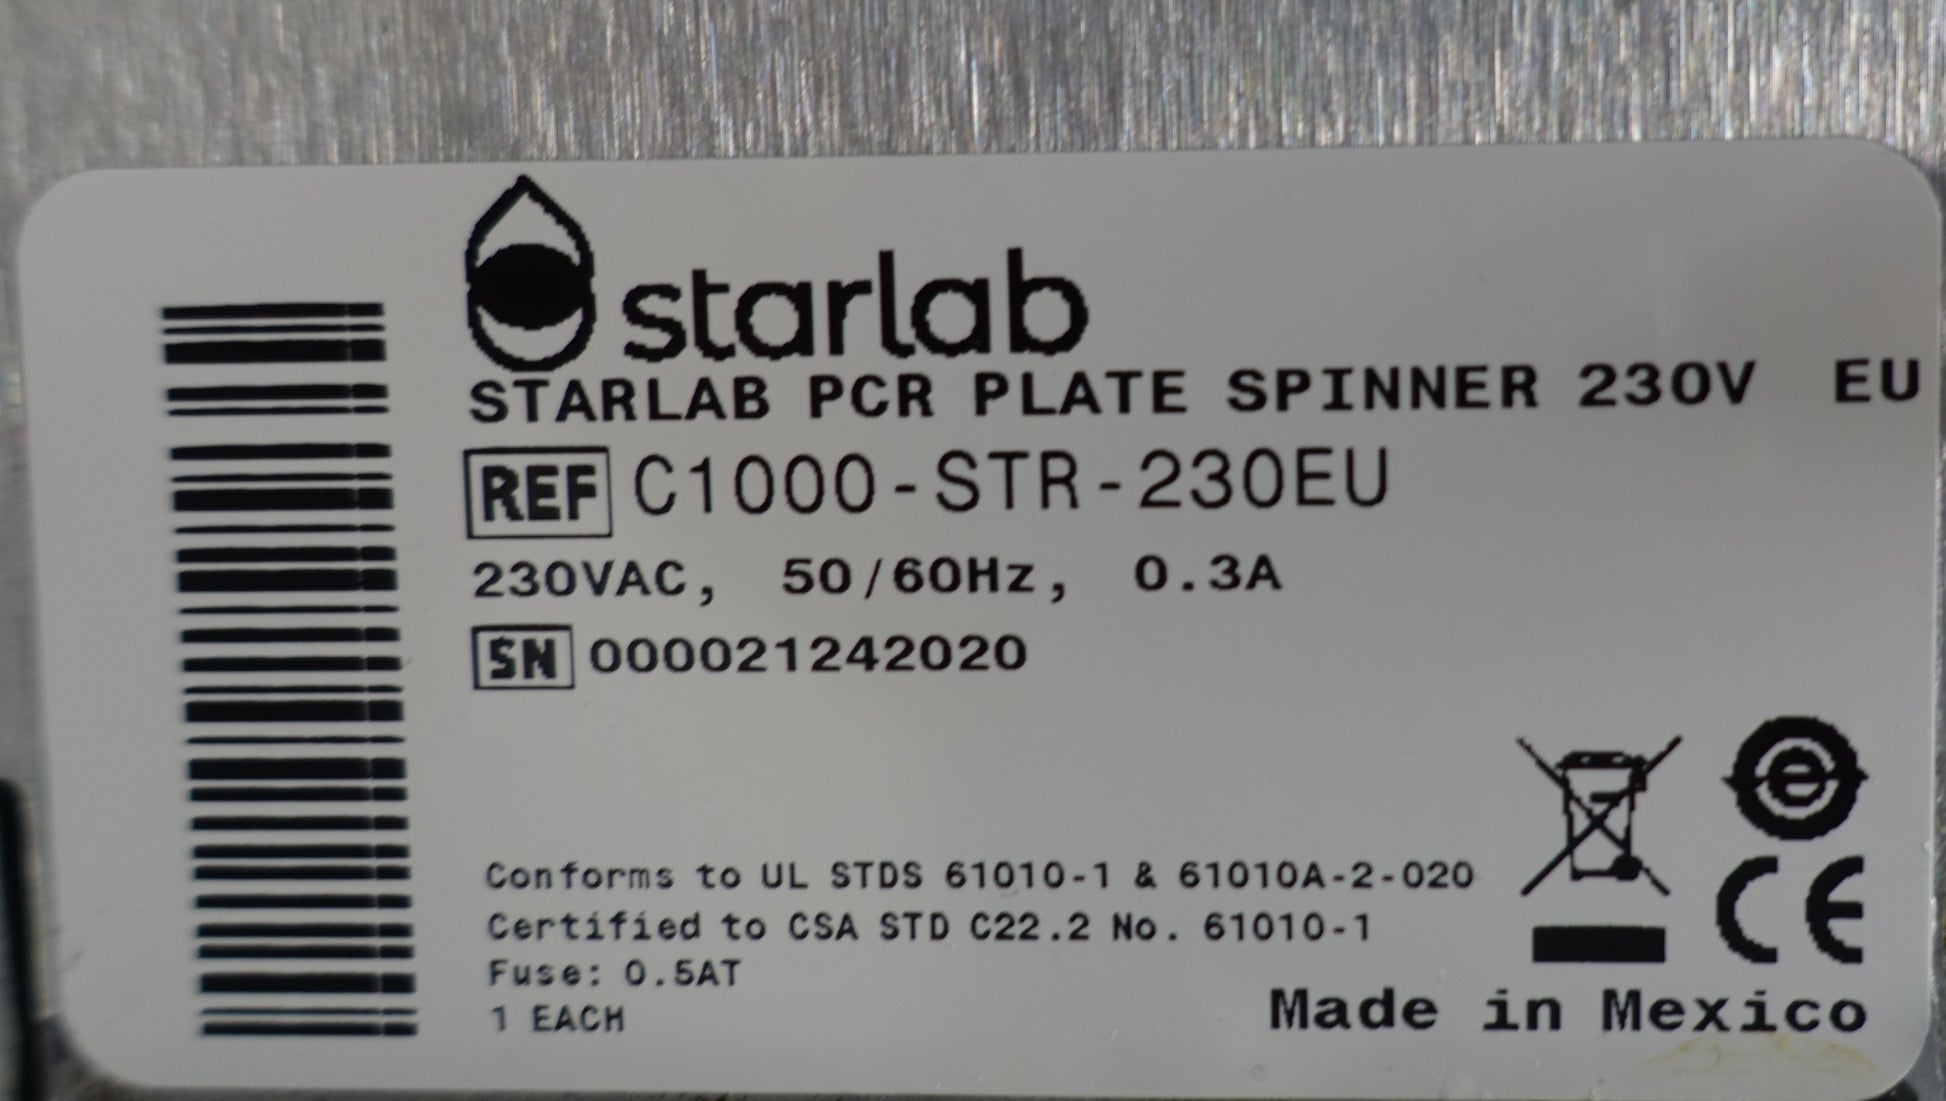 starlab
STARLAB PCR PLATE SPINNER 230V EU
REF C1000-STR-230EU
230VAC, 50/60Hz, 0.3A
SN 000021242020
e
CE
Conforms to UL STDS 61010-1 & 61010A-2-020
Certified to CSA STD C22.2 No. 61010-1
Fuse: 0.5AT
1 EACH
Made in Mexico